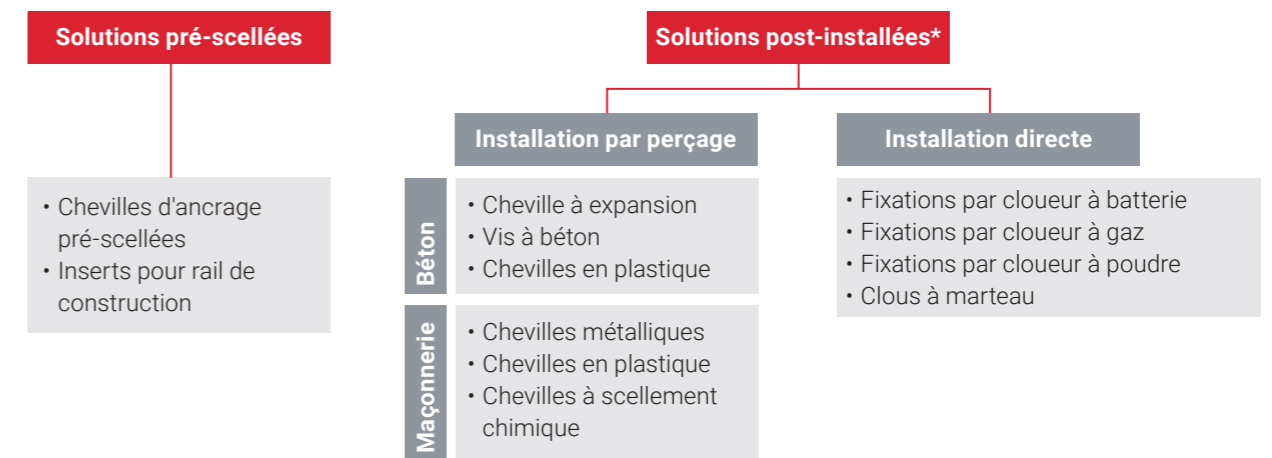 Solutions pré-scellées
• Chevilles d'ancrage
pré-scellées
• Inserts pour rail de
construction
Solutions post-installées*
Installation par perçage
Béton
• Cheville à expansion
• Vis à béton
• Chevilles en plastique
Maçonnerie
• Chevilles métalliques
• Chevilles en plastique
• Chevilles à scellement
chimique
Installation directe
• Fixations par cloueur à batterie
• Fixations par cloueur à gaz
• Fixations par cloueur à poudre
• Clous à marteau